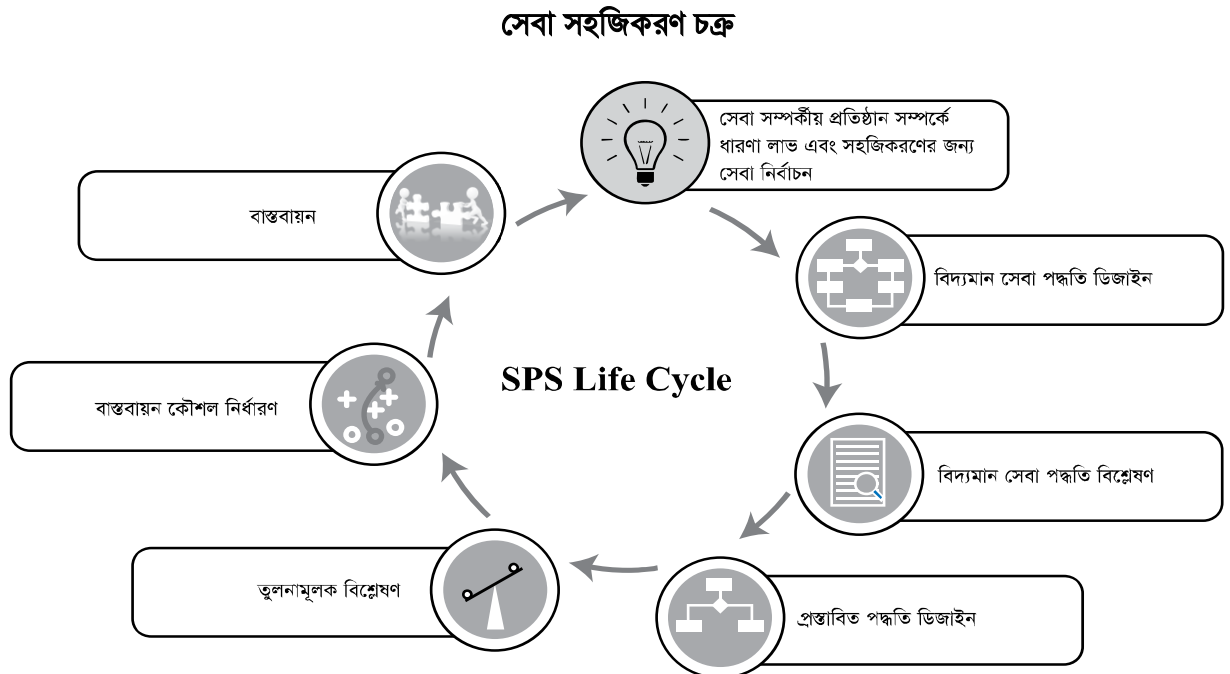 সেবা সহজিকরণ চক্র
সেবা সম্পর্কীয় প্রতিষ্ঠান সম্পর্কে
ধারণা লাভ এবং সহজিকরণের জন্য
সেবা নির্বাচন
বিদ্যমান সেবা পদ্ধতি ডিজাইন
বিদ্যমান সেবা পদ্ধতি বিশ্লেষণ
প্রস্তাবিত পদ্ধতি ডিজাইন
তুলনামূলক বিশ্লেষণ
বাস্তবায়ন কৌশল নির্ধারণ
বাস্তবায়ন
SPS Life Cycle